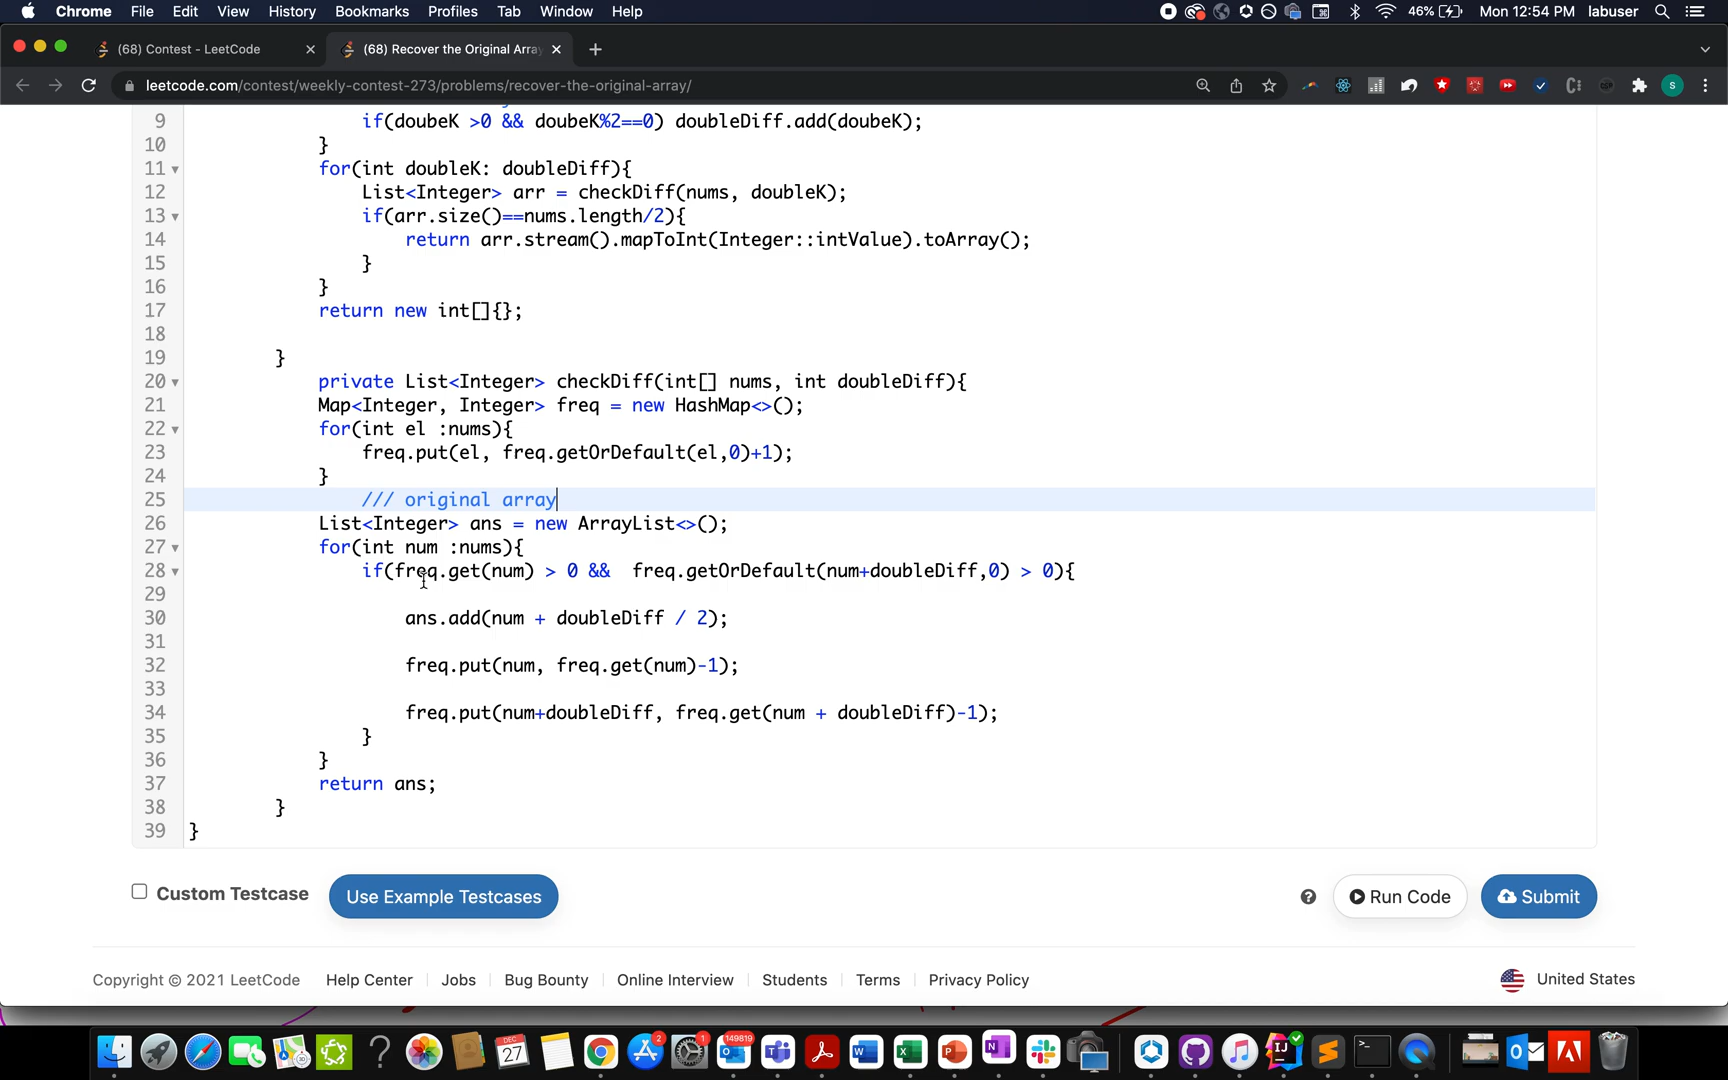 Chrome File Edit View History Bookmarks Profiles Tab Window Help 46% Mon 12:54 PM labuser
(68) Contest - LeetCode (68) Recover the Original Array
leetcode.com/contest/weekly-contest-273/problems/recover-the-original-array/ S
9 if(doubeK >0 && doubeK%2==0) doubleDiff.add(doubeK);
10 }
11 for(int doubleK: doubleDiff){
12 List<Integer> arr = checkDiff(nums, doubleK);
13 if(arr.size()==nums.length/2){
14 return arr.stream().mapToInt(Integer::intValue).toArray();
15 }
16 }
17 return new int[]{};
18
19 }
20 private List<Integer> checkDiff(int[] nums, int doubleDiff){
21 Map<Integer, Integer> freq = new HashMap<>();
22 for(int el :nums){
23 freq.put(el, freq.getOrDefault(el,0)+1);
24 }
25 /// original array
26 List<Integer> ans = new ArrayList<>();
27 for(int num :nums){
28 if(freq.get(num) > 0 && freq.getOrDefault(num+doubleDiff,0) > 0){
29
30 ans.add(num + doubleDiff / 2);
31
32 freq.put(num, freq.get(num)-1);
33
34 freq.put(num+doubleDiff, freq.get(num + doubleDiff)-1);
35 }
36 }
37 return ans;
38 }
39 }
Custom Testcase Use Example Testcases ? Run Code Submit
Copyright © 2021 LeetCode Help Center Jobs Bug Bounty Online Interview Students Terms Privacy Policy United States
DEC 27 2 1 149819